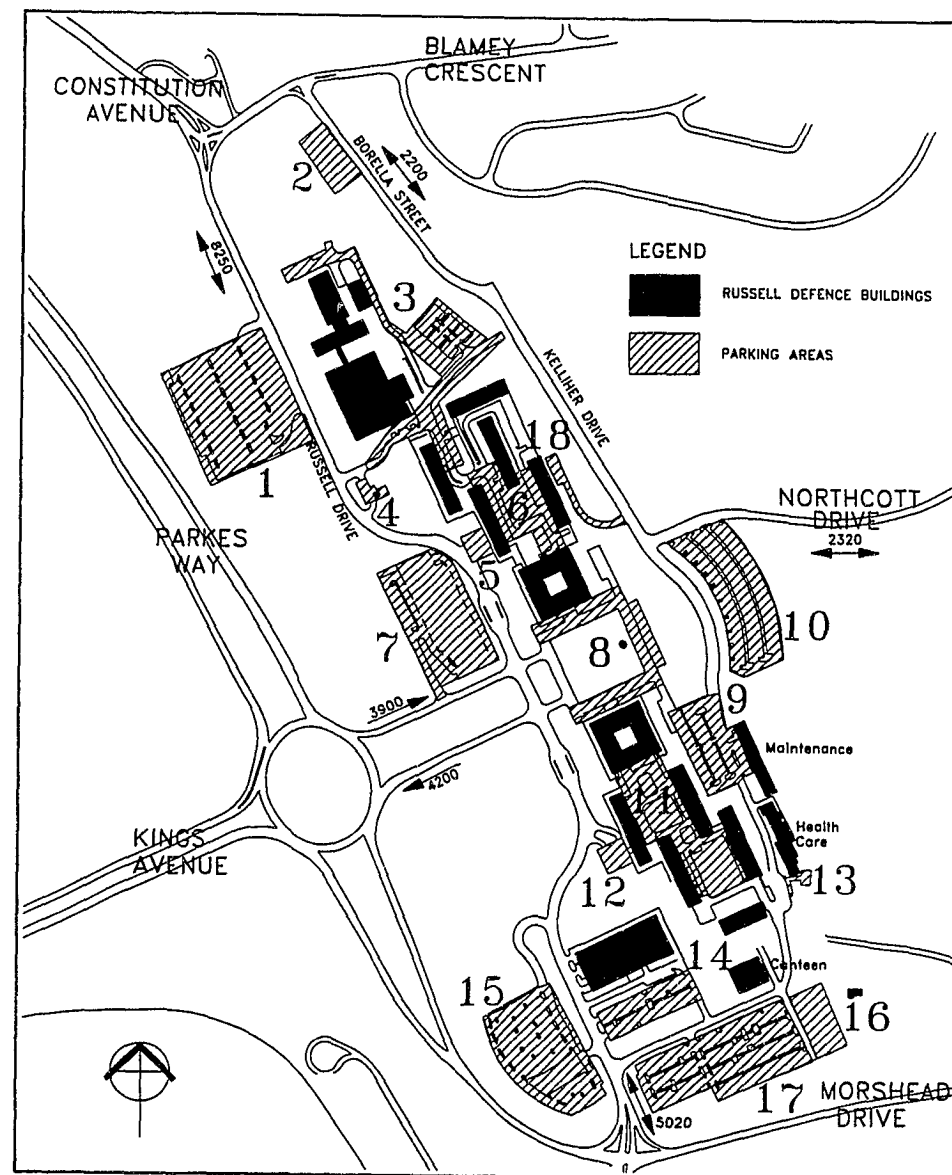 BLAMEY
CRESCENT
CONSTITUTION
AVENUE
2
BORELLA STREET
2200
8250
LEGEND
RUSSELL DEFENCE BUILDINGS
PARKING AREAS
3
KELLIHER DRIVE
1
RUSSELL DRIVE
4
18
6
5
NORTHCOTT
DRIVE
2320
PARKES
WAY
7
8
10
3900
9
Maintenance
4200
11
KINGS
AVENUE
Health
Care
12
13
14
Canteen
15
16
17
MORSHEAD
DRIVE
5020